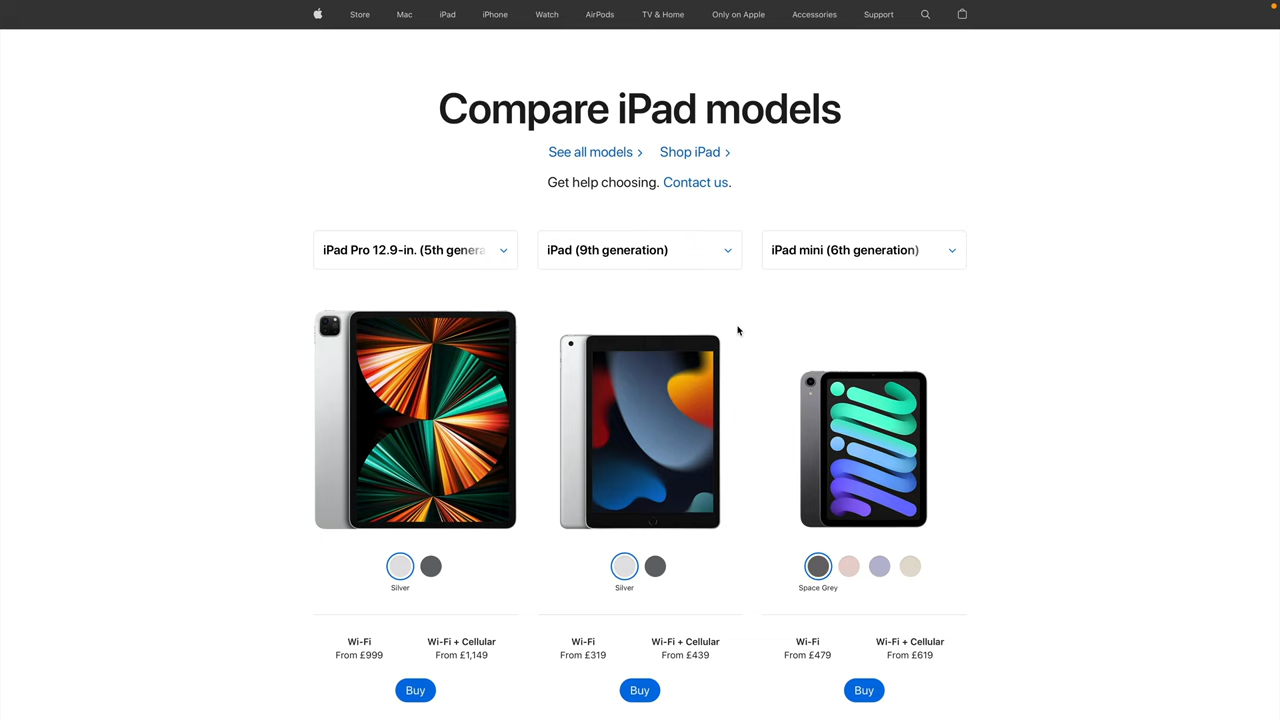 Store Mac iPad iPhone Watch AirPods TV & Home Only on Apple Accessories Support
Compare iPad models
See all models > Shop iPad >
Get help choosing. Contact us.
iPad Pro 12.9-in. (5th genera iPad (9th generation) iPad mini (6th generation)
Silver Silver Space Grey
Wi-Fi Wi-Fi + Cellular Wi-Fi Wi-Fi + Cellular Wi-Fi Wi-Fi + Cellular
From £999 From £1,149 From £319 From £439 From £479 From £619
Buy Buy Buy